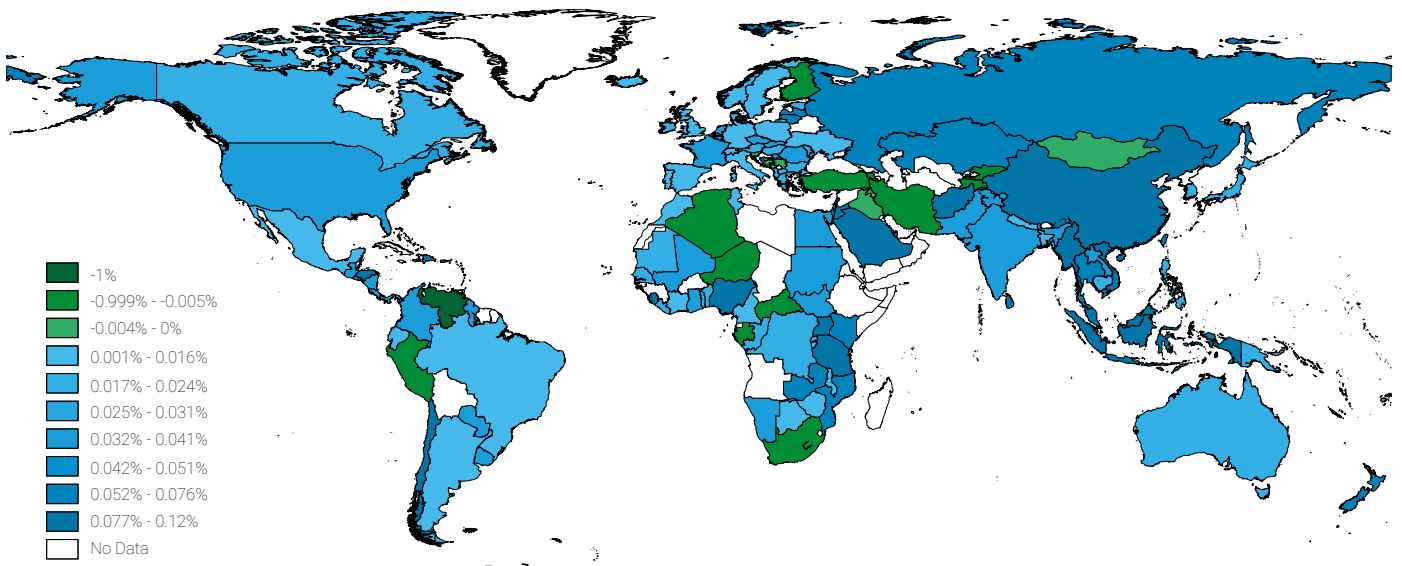 -1%
-0.999% - -0.005%
-0.004% - 0%
0.001% - 0.016%
0.017% - 0.024%
0.025% - 0.031%
0.032% - 0.041%
0.042% - 0.051%
0.052% - 0.076%
0.077% - 0.12%
No Data